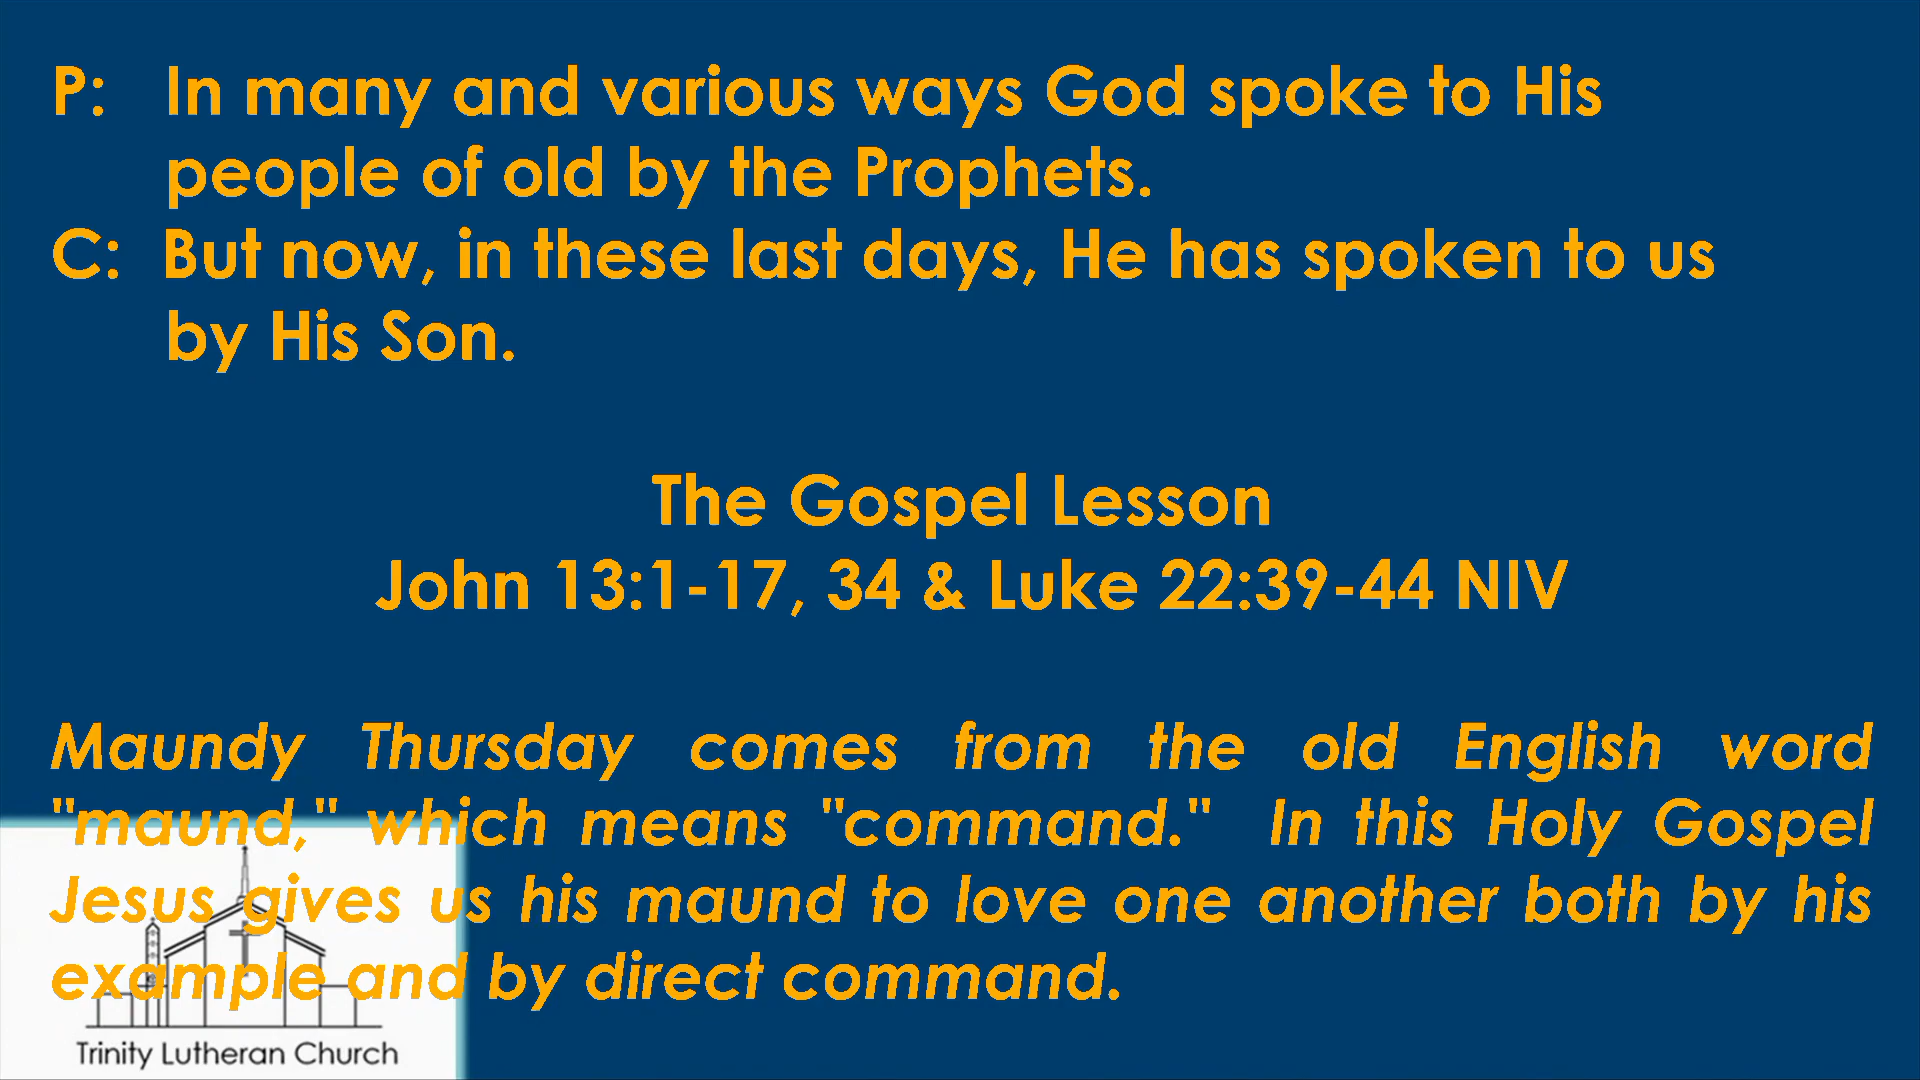 P: In many and various ways God spoke to His
people of old by the Prophets.
C: But now, in these last days, He has spoken to us
by His Son.
The Gospel Lesson
John 13:1-17, 34 & Luke 22:39-44 NIV
Maundy Thursday comes from the old English word
"maund," which means "command." In this Holy Gospel
Jesus gives us his maund to love one another both by his
example and by direct command.
Trinity Lutheran Church